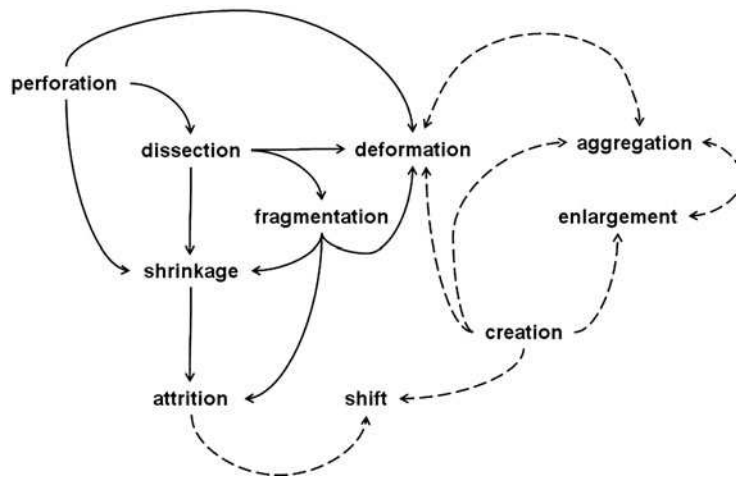 perforation
dissection
deformation
aggregation
fragmentation
enlargement
shrinkage
creation
attrition
shift